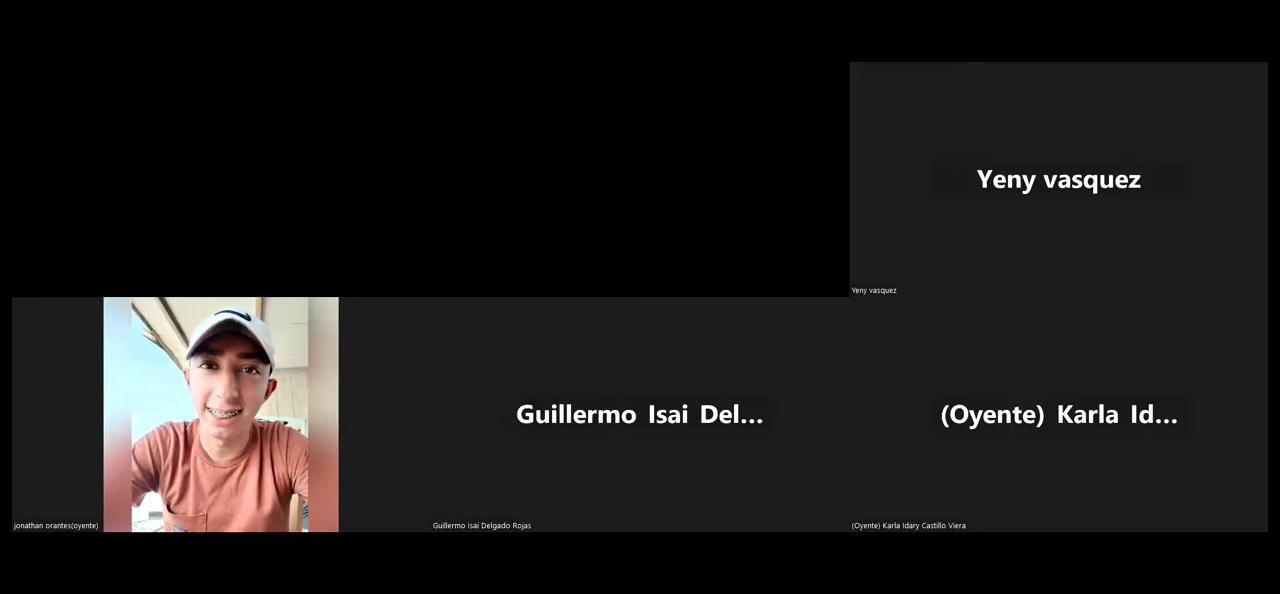 Yeny vasquez
Yeny vasquez
Guillermo Isai Del...
(Oyente) Karla Id...
jonathan orantes(oyente)
Guillermo Isai Delgado Rojas
(Oyente) Karla Idary Castillo Viera